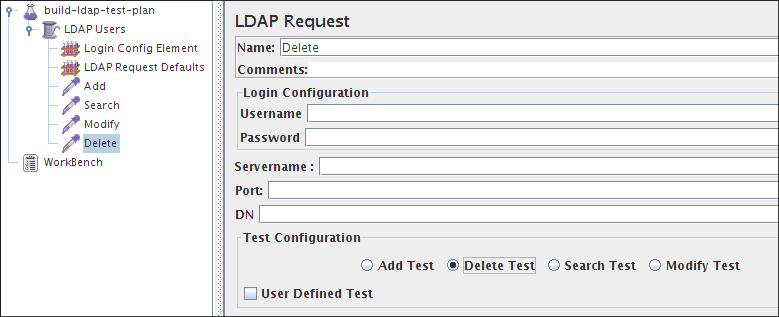 build-ldap-test-plan
LDAP Users
Login Config Element
LDAP Request Defaults
Add
Search
Modify
Delete
WorkBench
LDAP Request
Name: Delete
Comments:
Login Configuration
Username
Password
Servername :
Port:
DN
Test Configuration
Add Test Delete Test Search Test Modify Test
User Defined Test